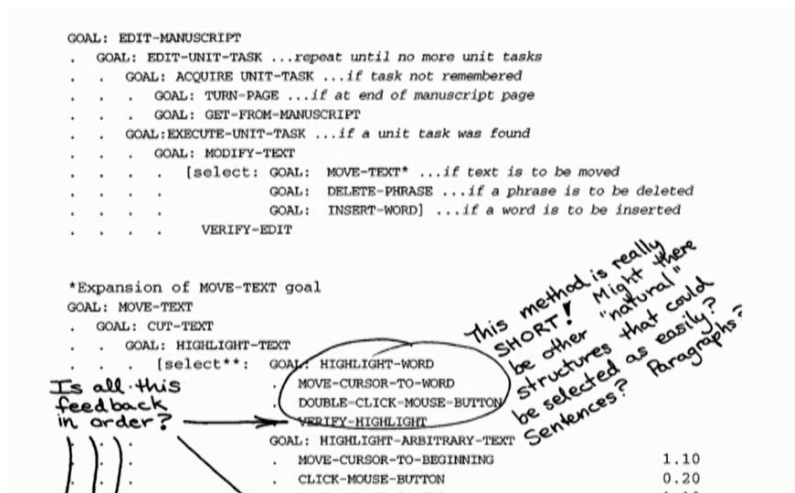 GOAL: EDIT-MANUSCRIPT
. GOAL: EDIT-UNIT-TASK ...repeat until no more unit tasks
. . GOAL: ACQUIRE UNIT-TASK ...if task not remembered
. . . GOAL: TURN-PAGE ...if at end of manuscript page
. . . GOAL: GET-FROM-MANUSCRIPT
. . GOAL:EXECUTE-UNIT-TASK ...if a unit task was found
. . . GOAL: MODIFY-TEXT
. . . . [select: GOAL: MOVE-TEXT* ...if text is to be moved
. . . . GOAL: DELETE-PHRASE ...if a phrase is to be deleted
. . . . GOAL: INSERT-WORD] ...if a word is to be inserted
. . . . VERIFY-EDIT
*Expansion of MOVE-TEXT goal
GOAL: MOVE-TEXT
. GOAL: CUT-TEXT
. . GOAL: HIGHLIGHT-TEXT
. . . [select**: GOAL: HIGHLIGHT-WORD
. MOVE-CURSOR-TO-WORD
. DOUBLE-CLICK-MOUSE-BUTTON
VERIFY-HIGHLIGHT
GOAL: HIGHLIGHT-ARBITRARY-TEXT
. MOVE-CURSOR-TO-BEGINNING 1.10
. CLICK-MOUSE-BUTTON 0.20
This method is really
SHORT! Might there
be other "natural"
structures that could
be selected as easily?
Sentences? Paragraphs?
Is all this
feedback
in order?